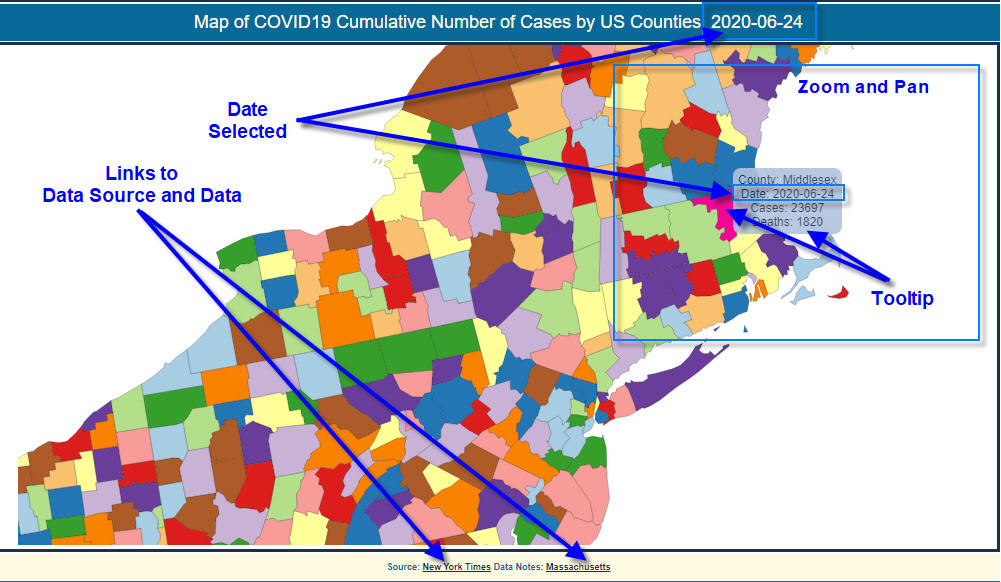 Map of COVID19 Cumulative Number of Cases by US Counties 2020-06-24
Zoom and Pan
Date
Selected
Links to
Data Source and Data
County: Middlesex
Date: 2020-06-24
Cases: 23697
Deaths: 1820
Tooltip
Source: New York Times Data Notes: Massachusetts